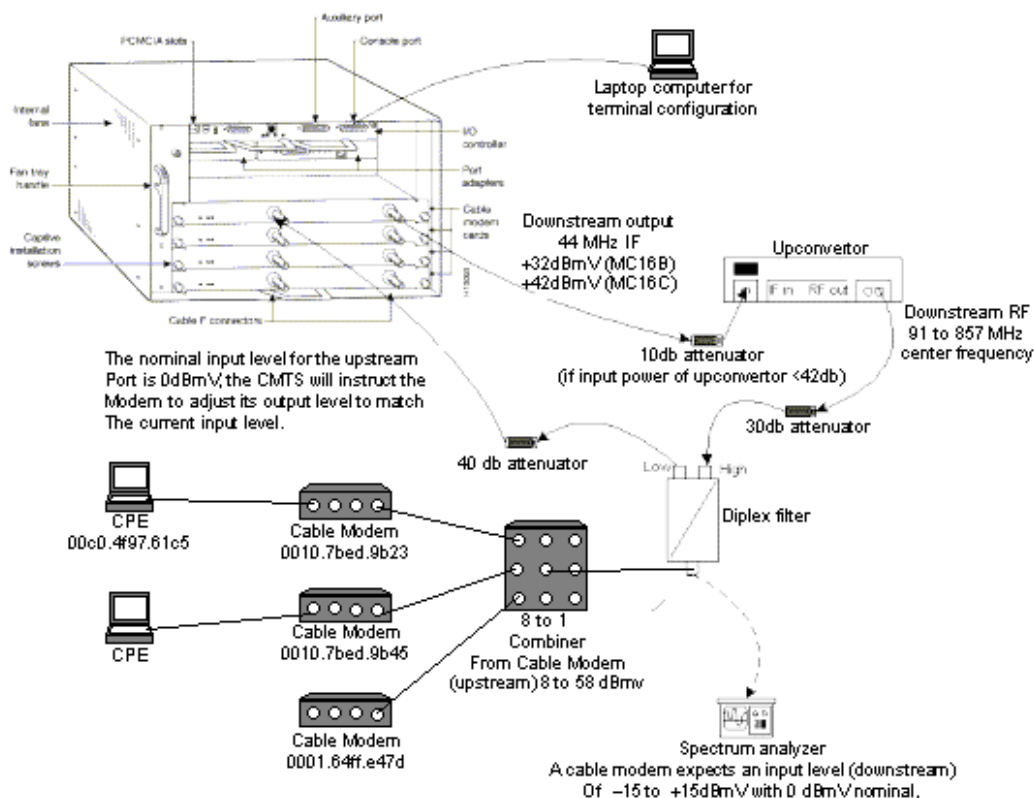 Auxiliary port
PCMCIA slots
Console port
Laptop computer for
terminal configuration
Internal
fans
I/O
controller
Fan tray
handle
Port
adapters
Cable
modem
cards
Captive
installation
screws
Cable F connectors
Downstream output
44 MHz IF
+32dBmV (MC16B)
+42dBmV (MC16C)
Upconvertor
IF in RF out
Downstream RF
91 to 857 MHz
center frequency
10db attenuator
(if input power of upconvertor <42db)
The nominal input level for the upstream
Port is 0dBmV, the CMTS will instruct the
Modem to adjust its output level to match
The current input level.
30db attenuator
40 db attenuator
Low
High
Diplex filter
CPE
00c0.4f97.61c5
Cable Modem
0010.7bed.9b23
CPE
Cable Modem
0010.7bed.9b45
8 to 1
Combiner
From Cable Modem
(upstream) 8 to 58 dBmv
Cable Modem
0001.64ff.e47d
Spectrum analyzer
A cable modem expects an input level (downstream)
Of –15 to +15dBmV with 0 dBmV nominal.